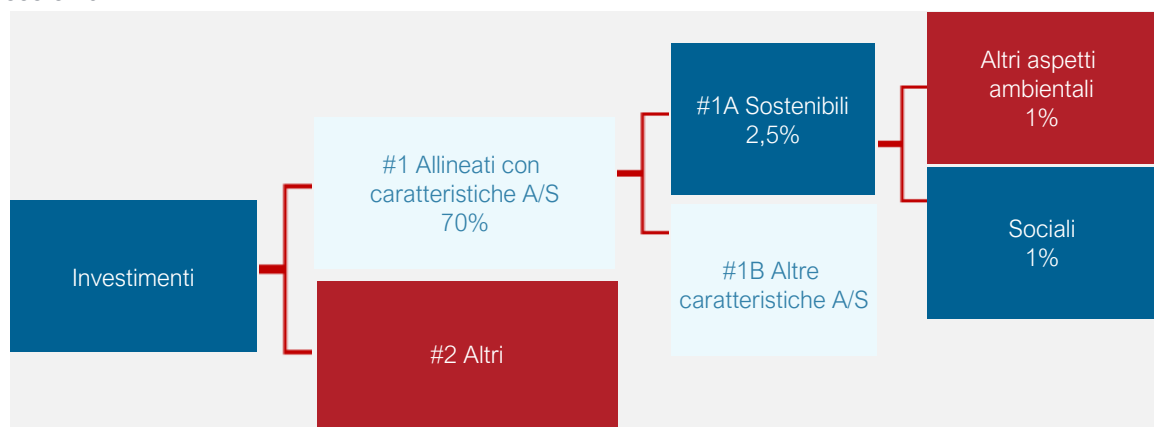 Investimenti
#1 Allineati con
caratteristiche A/S
70%
#2 Altri
#1A Sostenibili
2,5%
#1B Altre
caratteristiche A/S
Altri aspetti
ambientali
1%
Sociali
1%